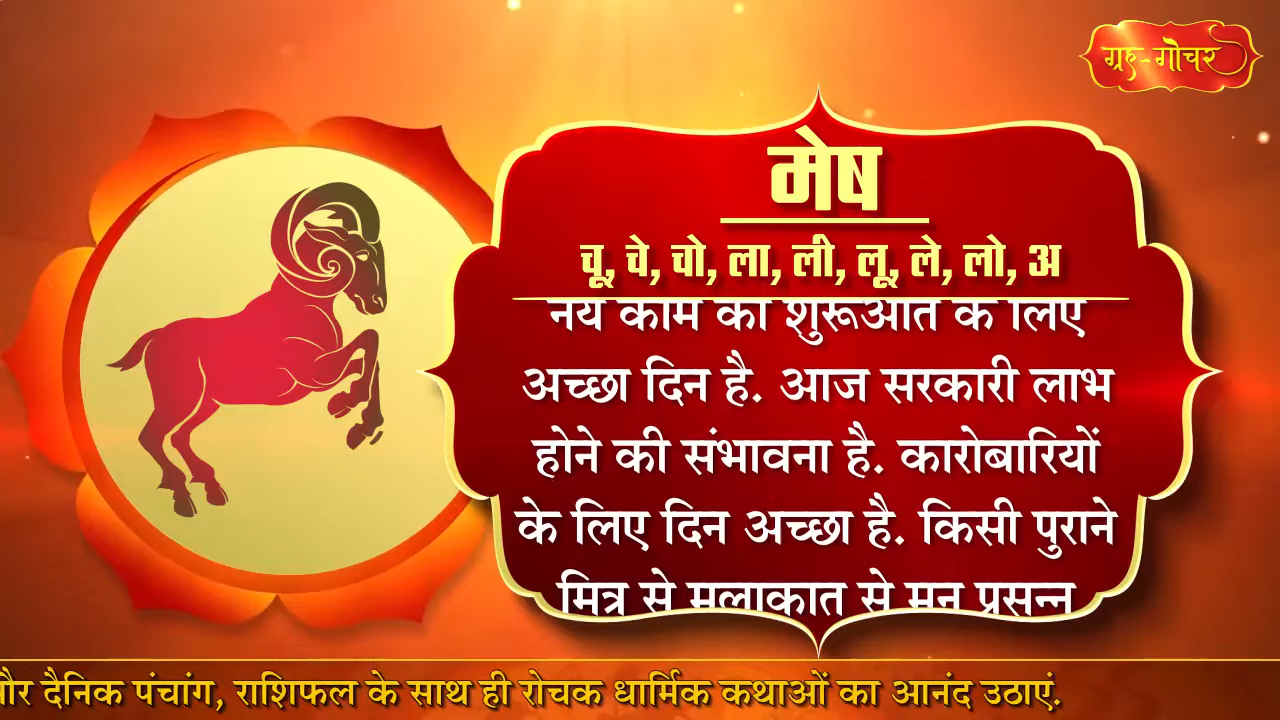 ग्रह-गोचर
मेष
चू, चे, चो, ला, ली, लू, ले, लो, अ
नये काम की शुरूआत के लिए
अच्छा दिन है. आज सरकारी लाभ
होने की संभावना है. कारोबारियों
के लिए दिन अच्छा है. किसी पुराने
मित्र से मुलाकात से मन प्रसन्न
दैनिक पंचांग, राशिफल के साथ ही रोचक धार्मिक कथाओं का आनंद उठाएं.